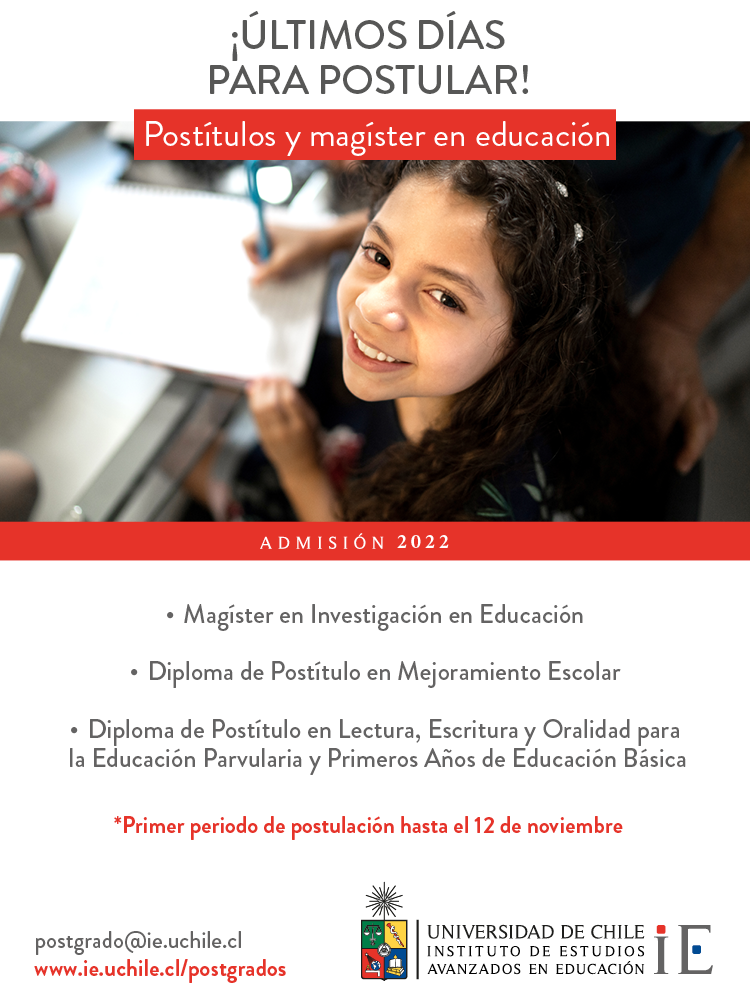 ¡ÚLTIMOS DÍAS
PARA POSTULAR!
Postítulos y magíster en educación
ADMISIÓN 2022
• Magíster en Investigación en Educación
• Diploma de Postítulo en Mejoramiento Escolar
• Diploma de Postítulo en Lectura, Escritura y Oralidad para
la Educación Parvularia y Primeros Años de Educación Básica
*Primer periodo de postulación hasta el 12 de noviembre
postgrado@ie.uchile.cl
www.ie.uchile.cl/postgrados
UNIVERSIDAD DE CHILE
INSTITUTO DE ESTUDIOS
AVANZADOS EN EDUCACIÓN
iE